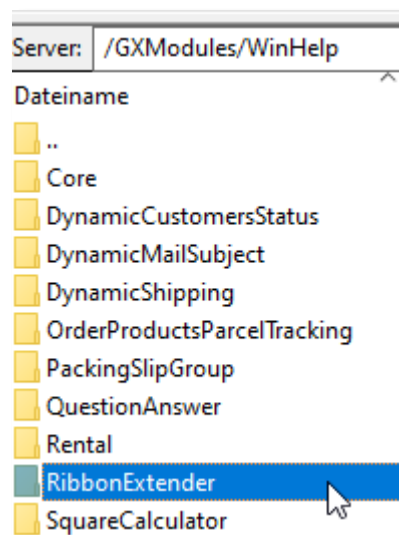 Server: /GXModules/WinHelp
Dateiname
..
Core
DynamicCustomersStatus
DynamicMailSubject
DynamicShipping
OrderProductsParcelTracking
PackingSlipGroup
QuestionAnswer
Rental
RibbonExtender
SquareCalculator